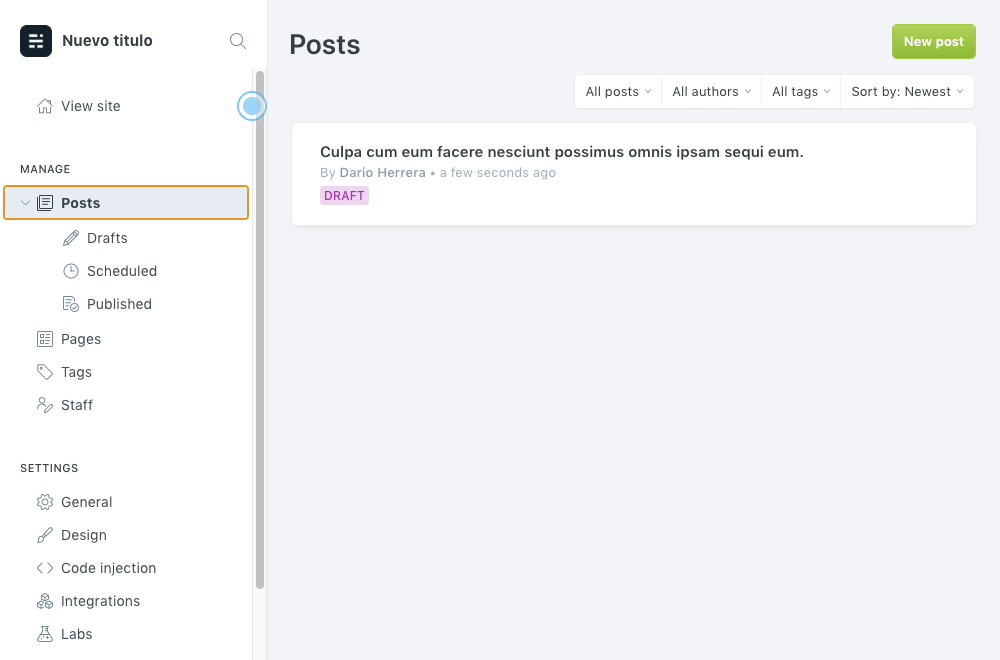 Nuevo titulo
View site
MANAGE
Posts
Drafts
Scheduled
Published
Pages
Tags
Staff
SETTINGS
General
Design
Code injection
Integrations
Labs
Posts
New post
All posts All authors All tags Sort by: Newest
Culpa cum eum facere nesciunt possimus omnis ipsam sequi eum.
By Dario Herrera • a few seconds ago
DRAFT